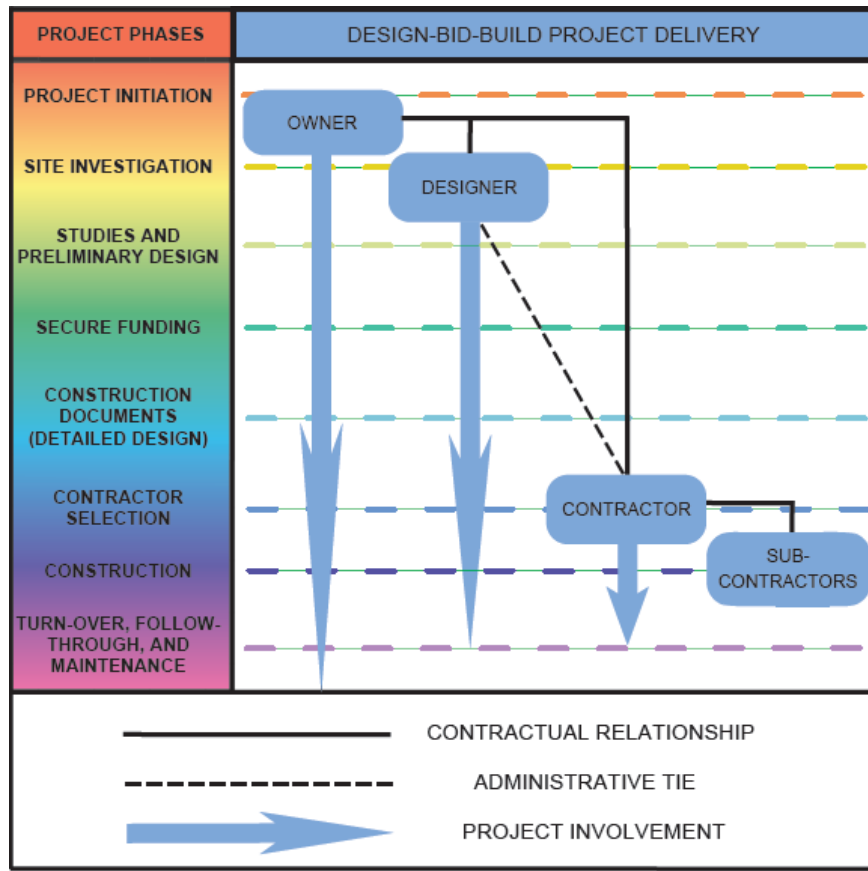 PROJECT PHASES
DESIGN-BID-BUILD PROJECT DELIVERY
PROJECT INITIATION
OWNER
SITE INVESTIGATION
DESIGNER
STUDIES AND
PRELIMINARY DESIGN
SECURE FUNDING
CONSTRUCTION
DOCUMENTS
(DETAILED DESIGN)
CONTRACTOR
SELECTION
CONTRACTOR
SUB-
CONTRACTORS
CONSTRUCTION
TURN-OVER, FOLLOW-
THROUGH, AND
MAINTENANCE
CONTRACTUAL RELATIONSHIP
ADMINISTRATIVE TIE
PROJECT INVOLVEMENT